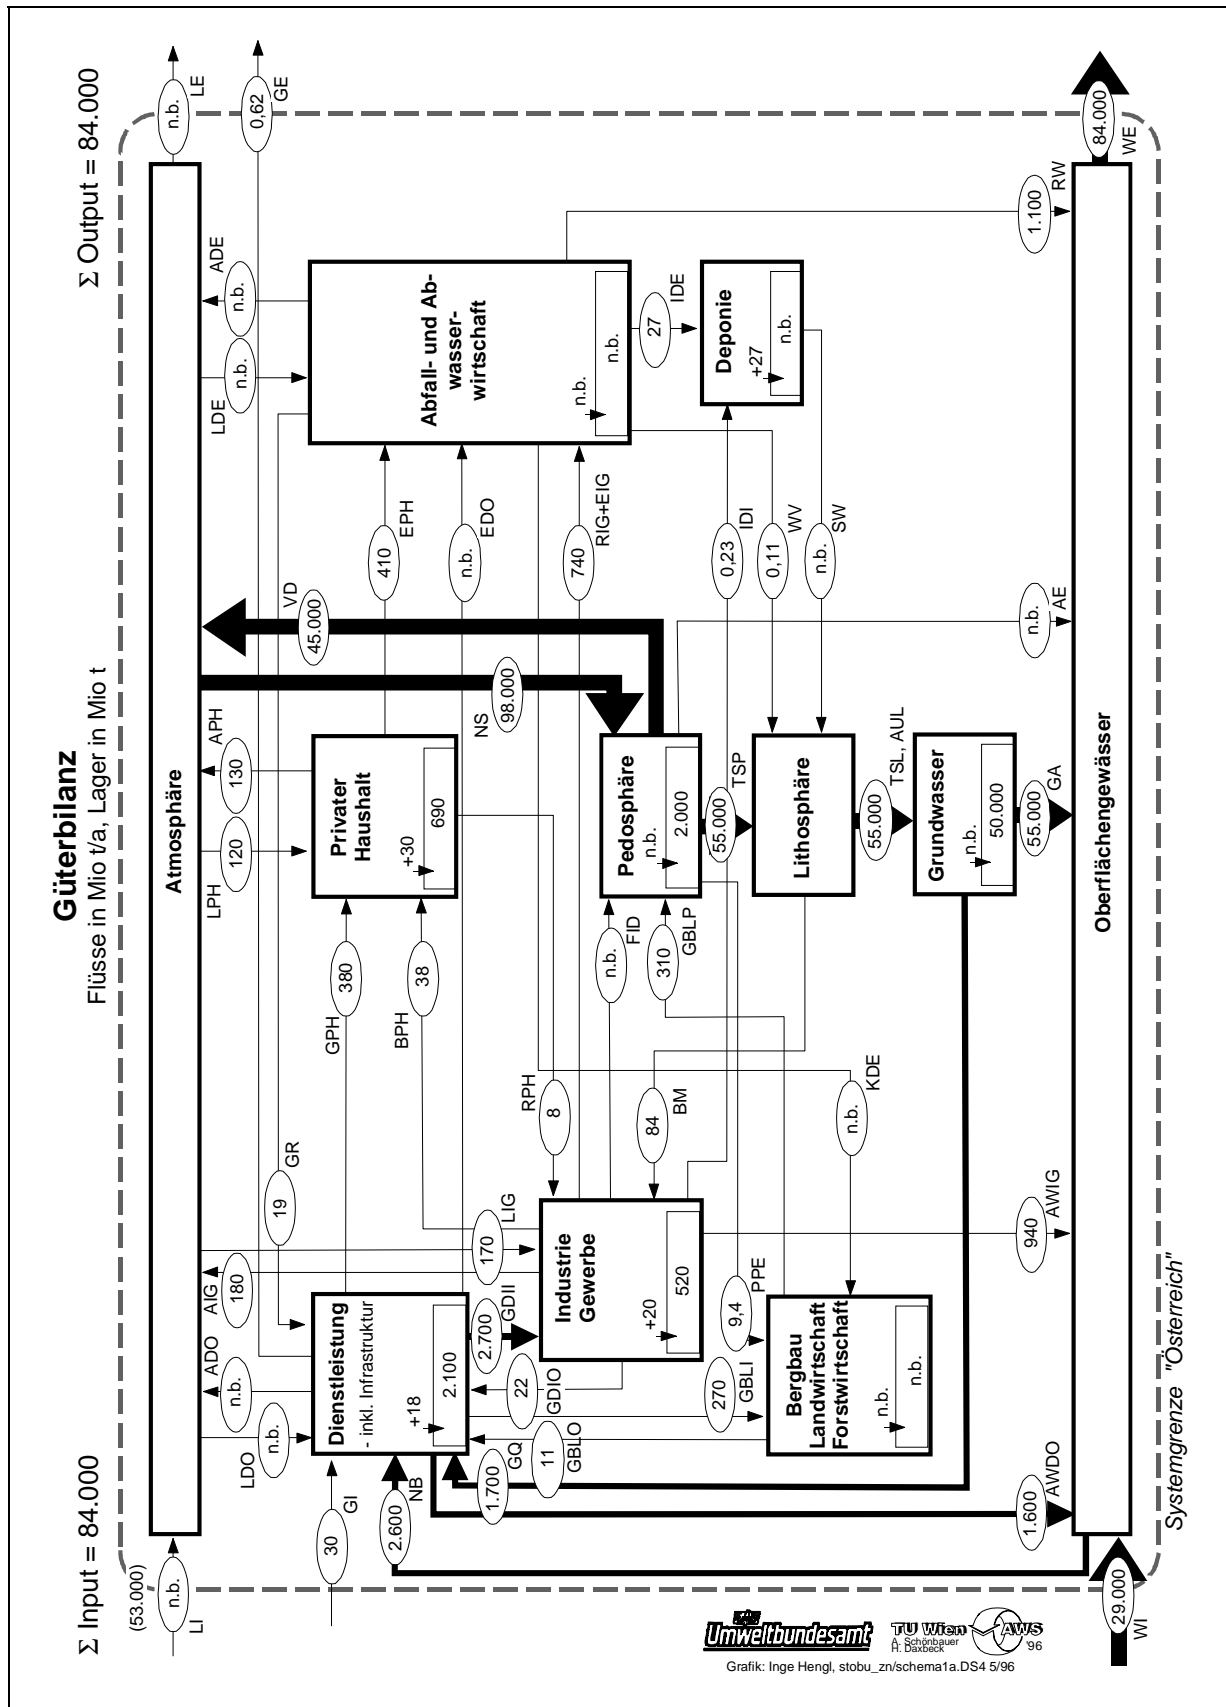 Güterbilanz
Flüsse in Mio t/a, Lager in Mio t
Σ Input = 84.000
Σ Output = 84.000
(53.000)
n.b.
LI
Atmosphäre
n.b.
LE
30
GI
0,62
GE
n.b.
LDO
n.b.
ADO
180
AIG
170
LIG
19
GR
120
LPH
130
APH
98.000
NS
45.000
VD
n.b.
LDE
n.b.
ADE
Dienstleistung
- inkl. Infrastruktur
+18
2.100
380
GPH
38
BPH
Privater
Haushalt
+30
690
410
EPH
n.b.
EDO
740
RIG+EIG
Abfall- und Ab-
wasser-
wirtschaft
n.b.
n.b.
2.600
NB
1.700
GQ
11
GBLO
22
GDIO
2.700
GDII
270
GBLI
Industrie
Gewerbe
+20
520
8
RPH
84
BM
n.b.
FID
310
GBLP
Pedosphäre
n.b.
2.000
55.000
TSP
27
IDE
Deponie
+27
n.b.
0,23
IDI
0,11
WV
n.b.
SW
Bergbau
Landwirtschaft
Forstwirtschaft
n.b.
n.b.
9,4
PPE
n.b.
KDE
Lithosphäre
55.000
TSL, AUL
Grundwasser
n.b.
50.000
55.000
GA
1.600
AWDO
940
AWIG
n.b.
AE
1.100
RW
29.000
WI
Oberflächengewässer
84.000
WE
Systemgrenze "Österreich"
Umweltbundesamt
TU Wien
A. Schönbauer
H. Daxbeck
AWS
'96
Grafik: Inge Hengl, stobu_zn/schema1a.DS4 5/96